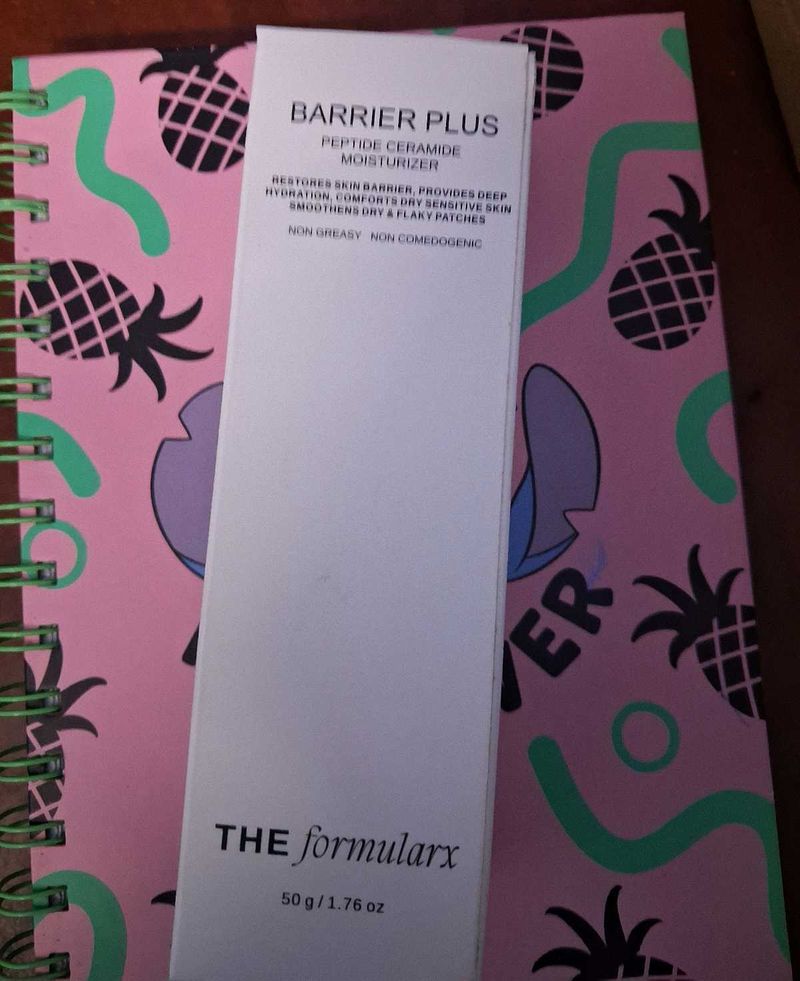 BARRIER PLUS
PEPTIDE CERAMIDE
MOISTURIZER
RESTORES SKIN BARRIER, PROVIDES DEEP
HYDRATION, COMFORTS DRY SENSITIVE SKIN
SMOOTHENS DRY & FLAKY PATCHES
NON GREASY NON COMEDOGENIC
VER
THE formularx
50 g / 1.76 oz